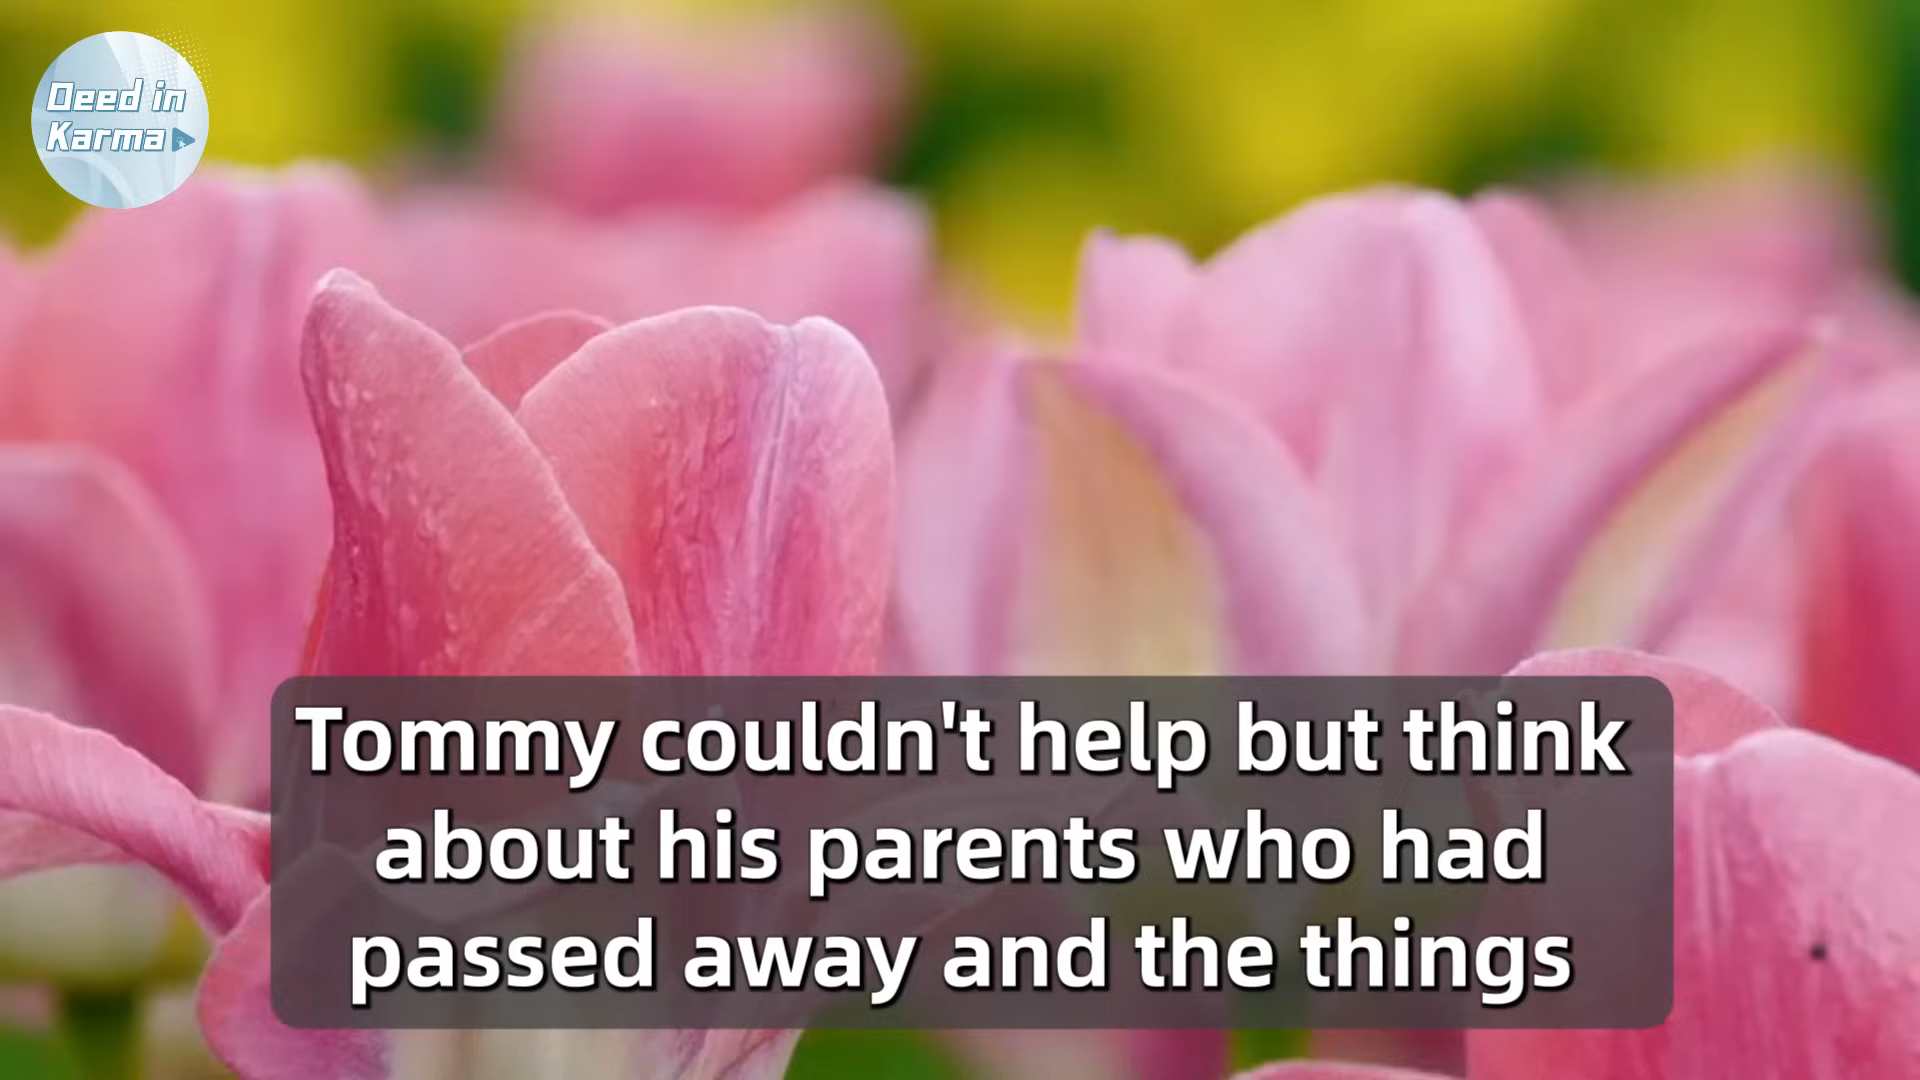 Deed in
Karma
Tommy couldn't help but think
about his parents who had
passed away and the things